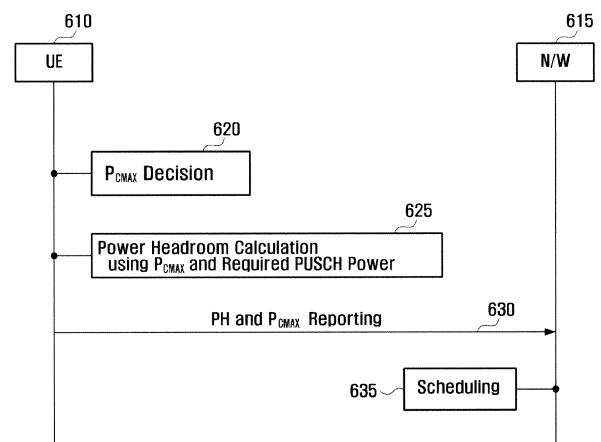 610
615
UE
N/W
620
PCMAX Decision
625
Power Headroom Calculation
using PCMAX and Required PUSCH Power
PH and PCMAX Reporting
630
635
Scheduling